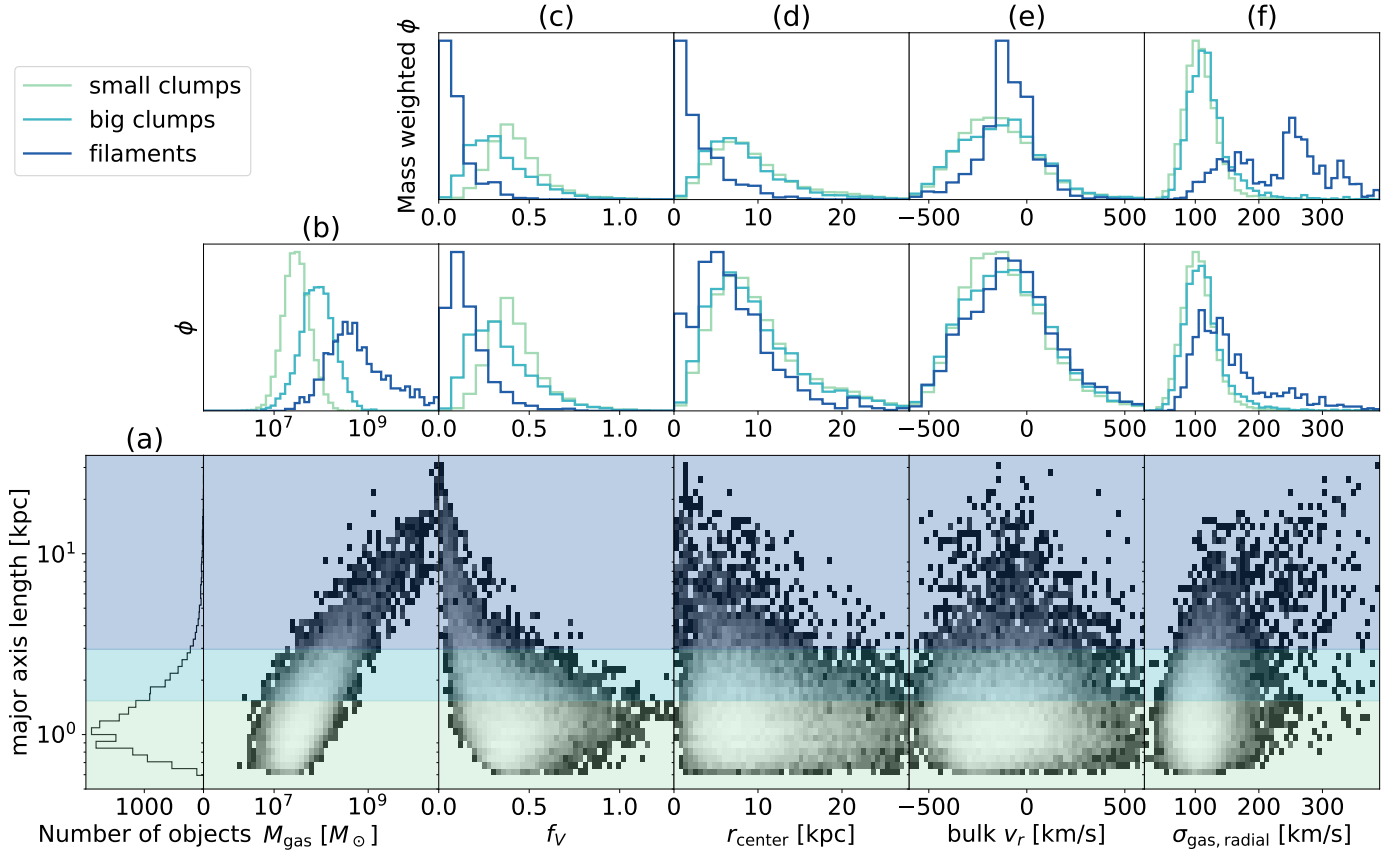 (c) (d) (e) (f)
small clumps
big clumps
filaments
Mass weighted ϕ
0.0 0.5 1.0 0 10 20 −500 0 500 100 200 300
(b)
ϕ
10⁷ 10⁹ 0.0 0.5 1.0 0 10 20 −500 0 500 100 200 300
(a)
major axis length [kpc]
10¹
10⁰
1000 0 10⁷ 10⁹ 0.0 0.5 1.0 0 10 20 −500 0 500 100 200 300
Number of objects M_gas [M_⊙] f_V r_center [kpc] bulk v_r [km/s] σ_gas, radial [km/s]